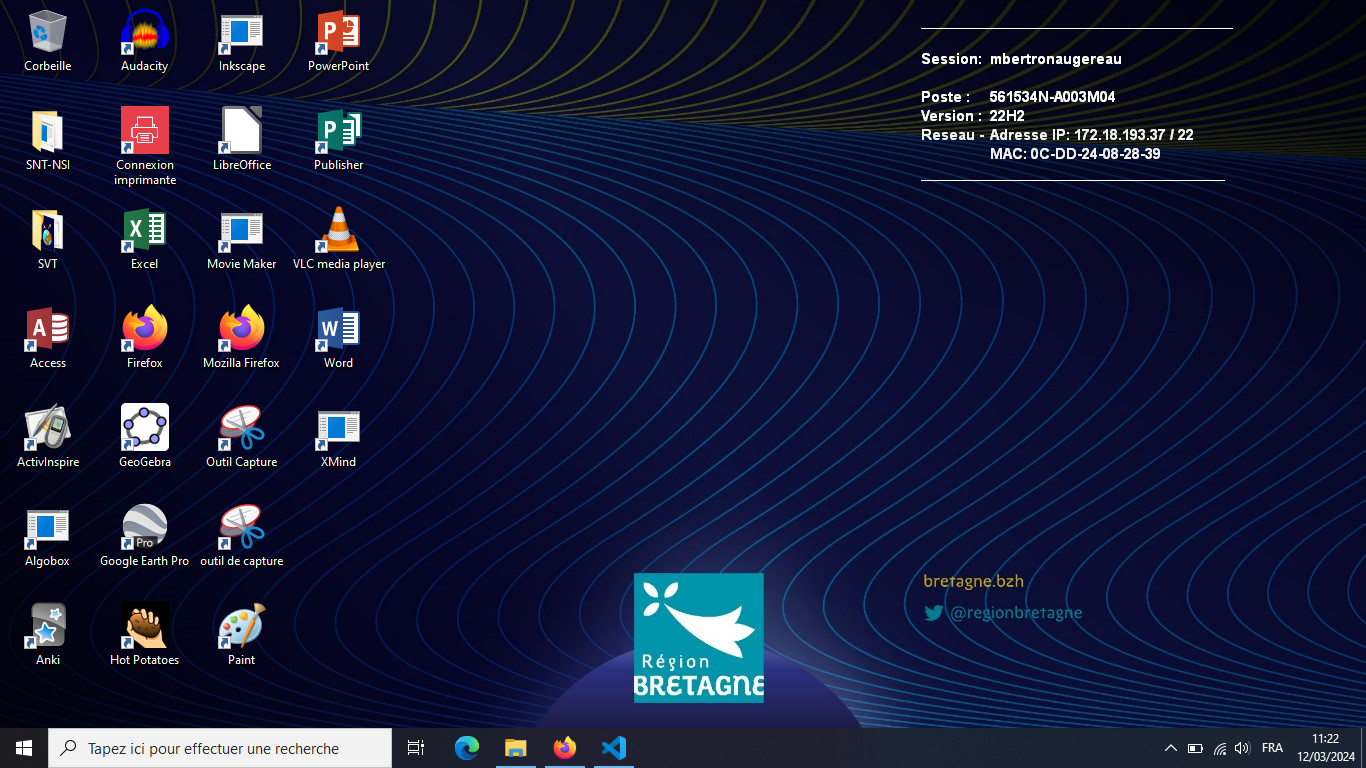 Corbeille
Audacity
Inkscape
PowerPoint
SNT-NSI
Connexion
imprimante
LibreOffice
Publisher
SVT
Excel
Movie Maker
VLC media player
Access
Firefox
Mozilla Firefox
Word
ActivInspire
GeoGebra
Outil Capture
XMind
Algobox
Pro
Google Earth Pro
outil de capture
Anki
Hot Potatoes
Paint
Session: mbertronaugereau
Poste : 561534N-A003M04
Version : 22H2
Reseau - Adresse IP: 172.18.193.37 / 22
MAC: 0C-DD-24-08-28-39
bretagne.bzh
@regionbretagne
Région
BRETAGNE
Tapez ici pour effectuer une recherche
FRA
11:22
12/03/2024